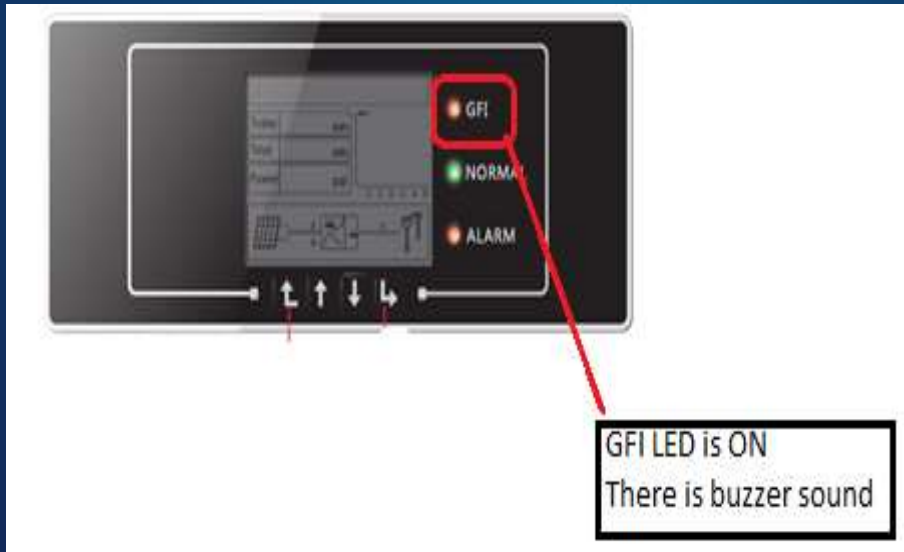 GFI
NORMAL
ALARM
GFI LED is ON
There is buzzer sound